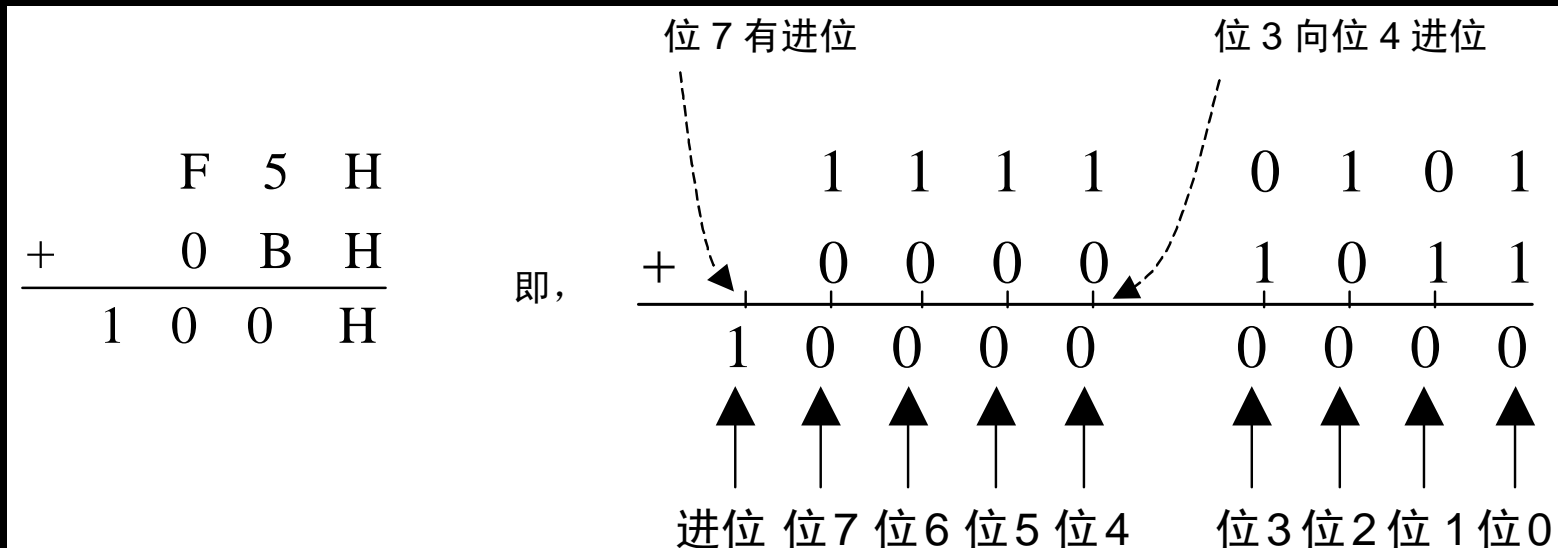 位 7 有进位 位 3 向位 4 进位
F 5 H 1 1 1 1 0 1 0 1
+ 0 B H 即， + 0 0 0 0 1 0 1 1
1 0 0 H 1 0 0 0 0 0 0 0 0
进位 位7 位6 位5 位4 位3 位2 位1 位0